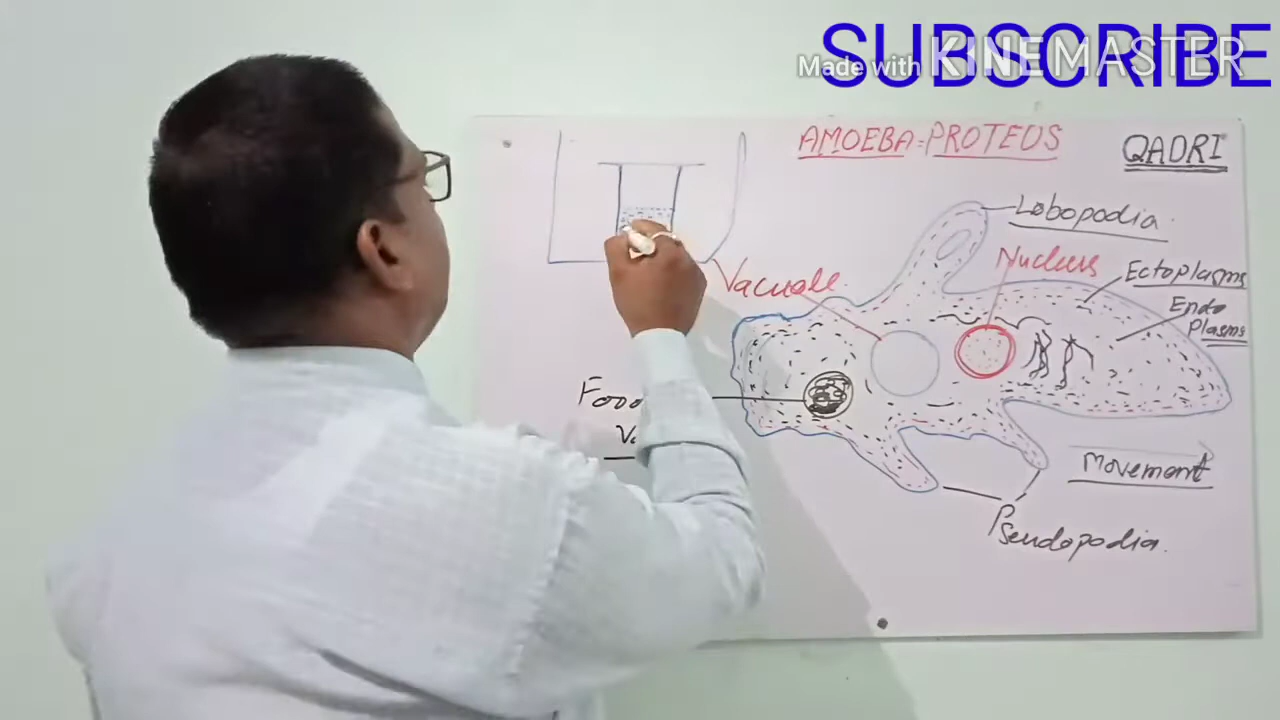 SUBSCRIBE
Made with KINEMASTER
AMOEBA = PROTEUS
QADRI
Lobopodia
Nucleus
Ectoplasms
Endo
Plasms
Vacuole
Movement
Pseudopodia.